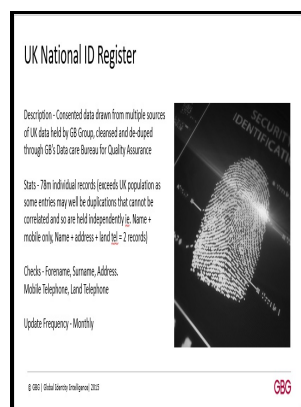 UK National ID Register
Description - Consented data drawn from multiple sources
of UK data held by GB Group, cleansed and de-duped
through GB's Data care Bureau for Quality Assurance
Stats - 78m individual records (exceeds UK population as
some entries may well be duplications that cannot be
correlated and so are held independently ie. Name +
mobile only, Name + address + land tel = 2 records)
Checks - Forename, Surname, Address.
Mobile Telephone, Land Telephone
Update Frequency - Monthly
SECURITY
IDENTIFICATI
© GBG | Global Identity Intelligence| 2015
GBG